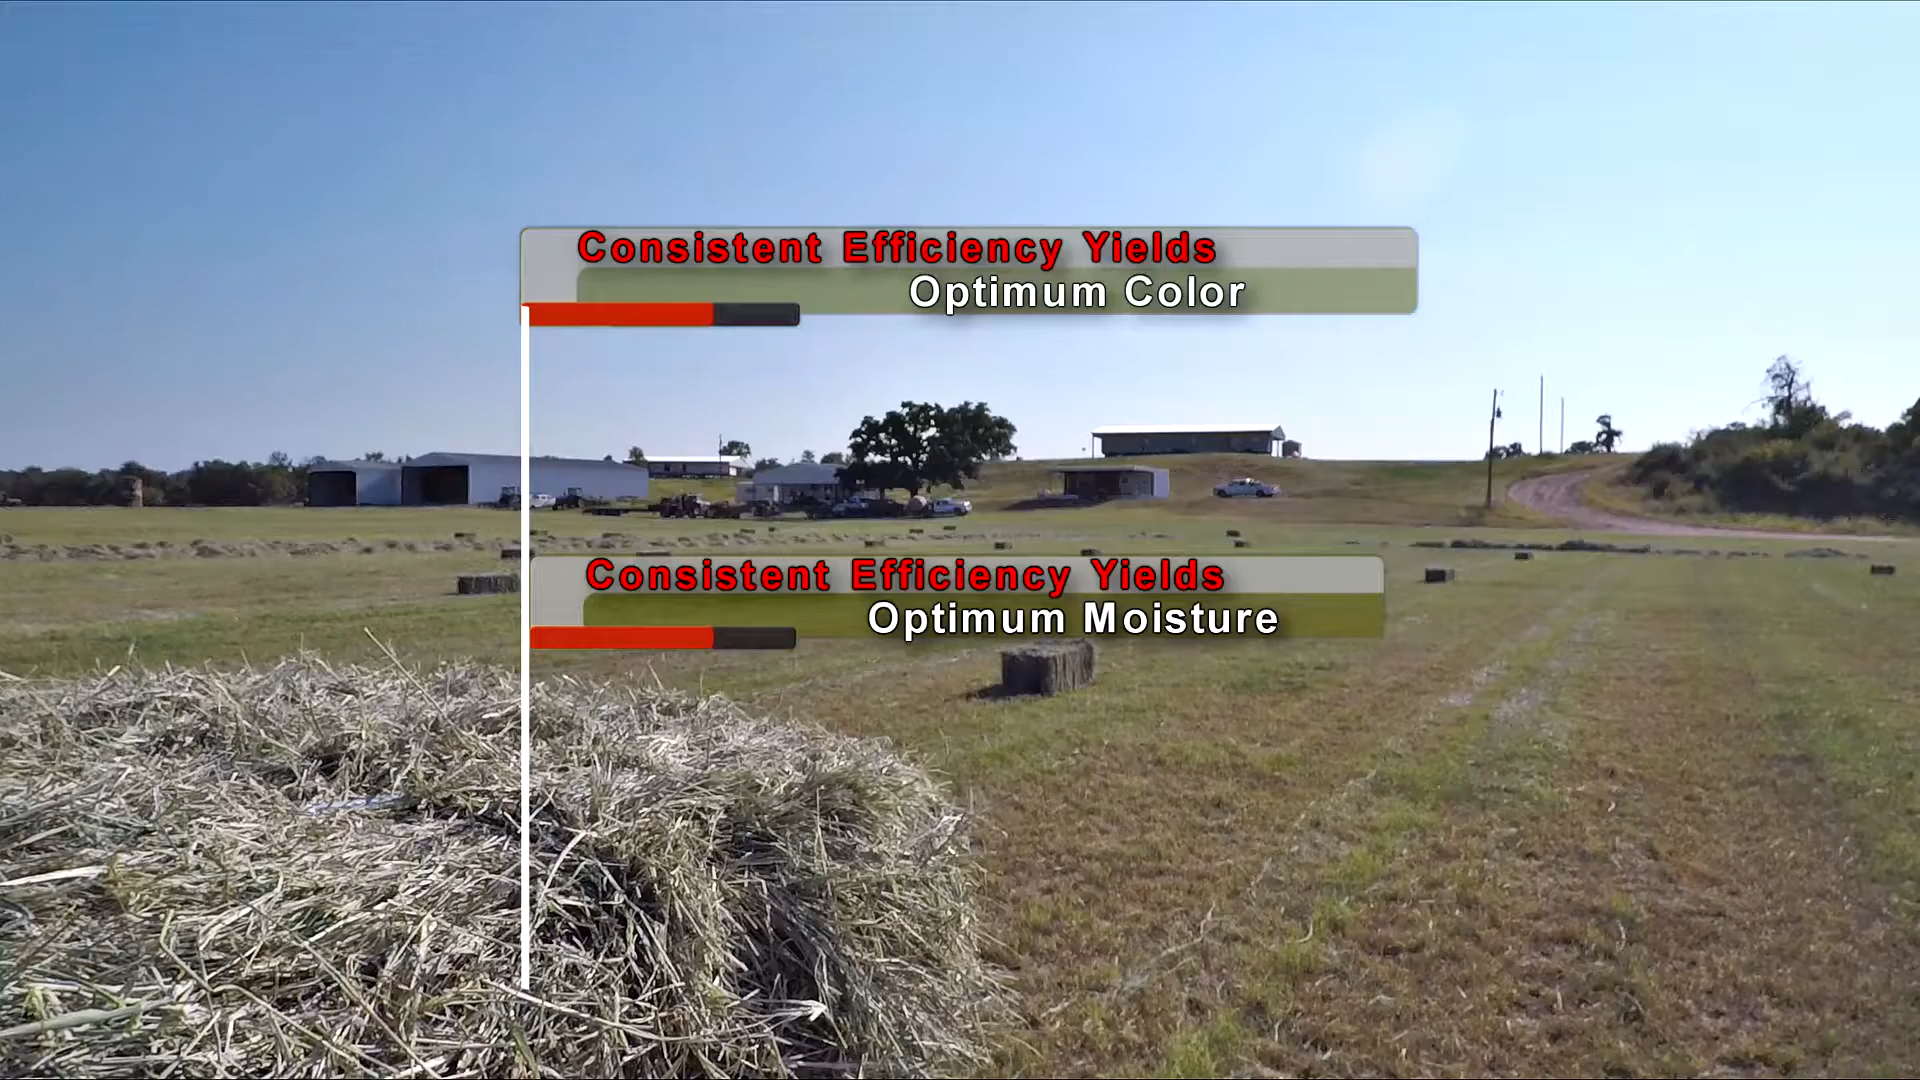 Consistent Efficiency Yields
Optimum Color
Consistent Efficiency Yields
Optimum Moisture